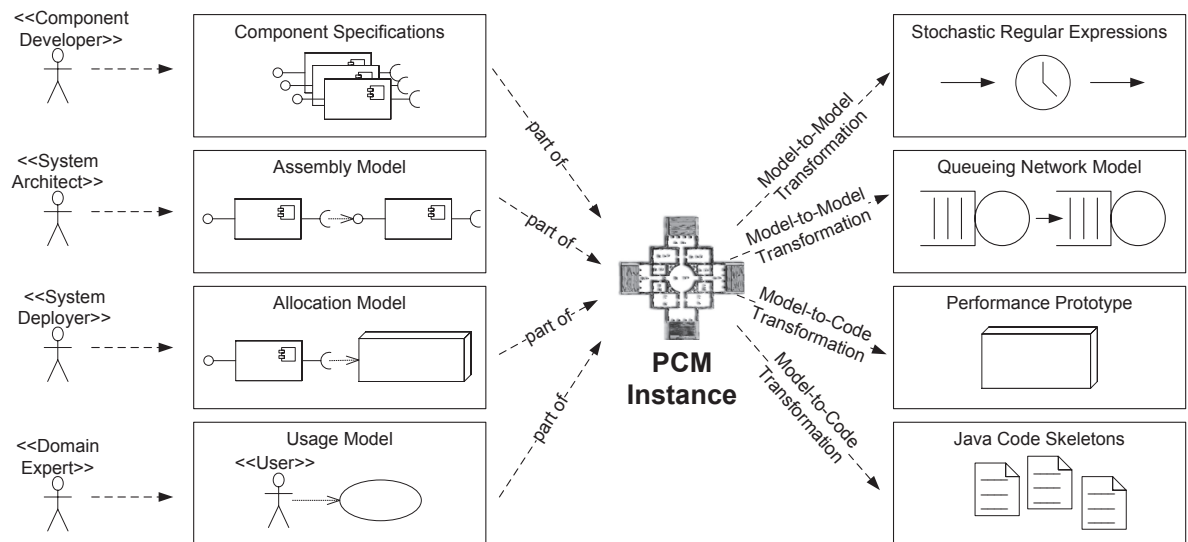 <<Component
Developer>>
Component Specifications
<<System
Architect>>
Assembly Model
<<System
Deployer>>
Allocation Model
<<Domain
Expert>>
Usage Model
<<User>>
part of
part of
part of
part of
PCM
Instance
Model-to-Model
Transformation
Model-to-Model
Transformation
Model-to-Code
Transformation
Model-to-Code
Transformation
Stochastic Regular Expressions
Queueing Network Model
Performance Prototype
Java Code Skeletons